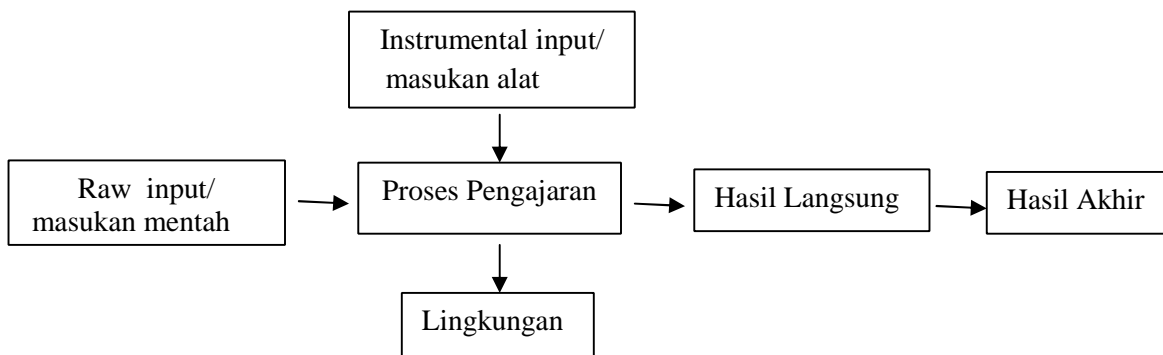 Instrumental input/
masukan alat
Raw input/
masukan mentah
Proses Pengajaran
Hasil Langsung
Hasil Akhir
Lingkungan